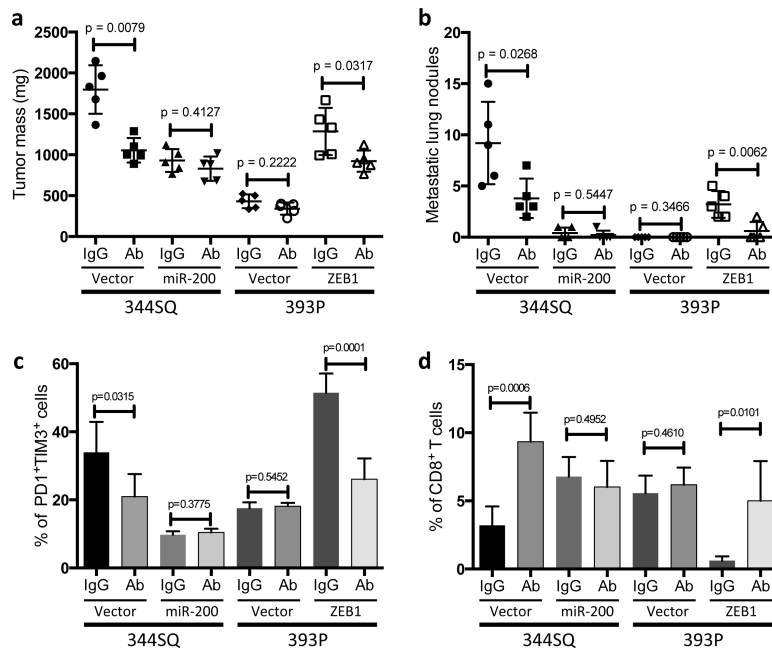 a
p = 0.0079
p = 0.0317
p = 0.4127
p = 0.2222
Tumor mass (mg)
2500
2000
1500
1000
500
0
IgG Ab IgG Ab IgG Ab IgG Ab
Vector miR-200 Vector ZEB1
344SQ 393P
b
p = 0.0268
p = 0.0062
p = 0.5447
p = 0.3466
Metastatic lung nodules
20
15
10
5
0
IgG Ab IgG Ab IgG Ab IgG Ab
Vector miR-200 Vector ZEB1
344SQ 393P
c
p=0.0001
p=0.0315
p=0.5452
p=0.3775
% of PD1⁺TIM3⁺ cells
60
40
20
0
IgG Ab IgG Ab IgG Ab IgG Ab
Vector miR-200 Vector ZEB1
344SQ 393P
d
p=0.0006
p=0.4952
p=0.4610
p=0.0101
% of CD8⁺ T cells
15
10
5
0
IgG Ab IgG Ab IgG Ab IgG Ab
Vector miR-200 Vector ZEB1
344SQ 393P